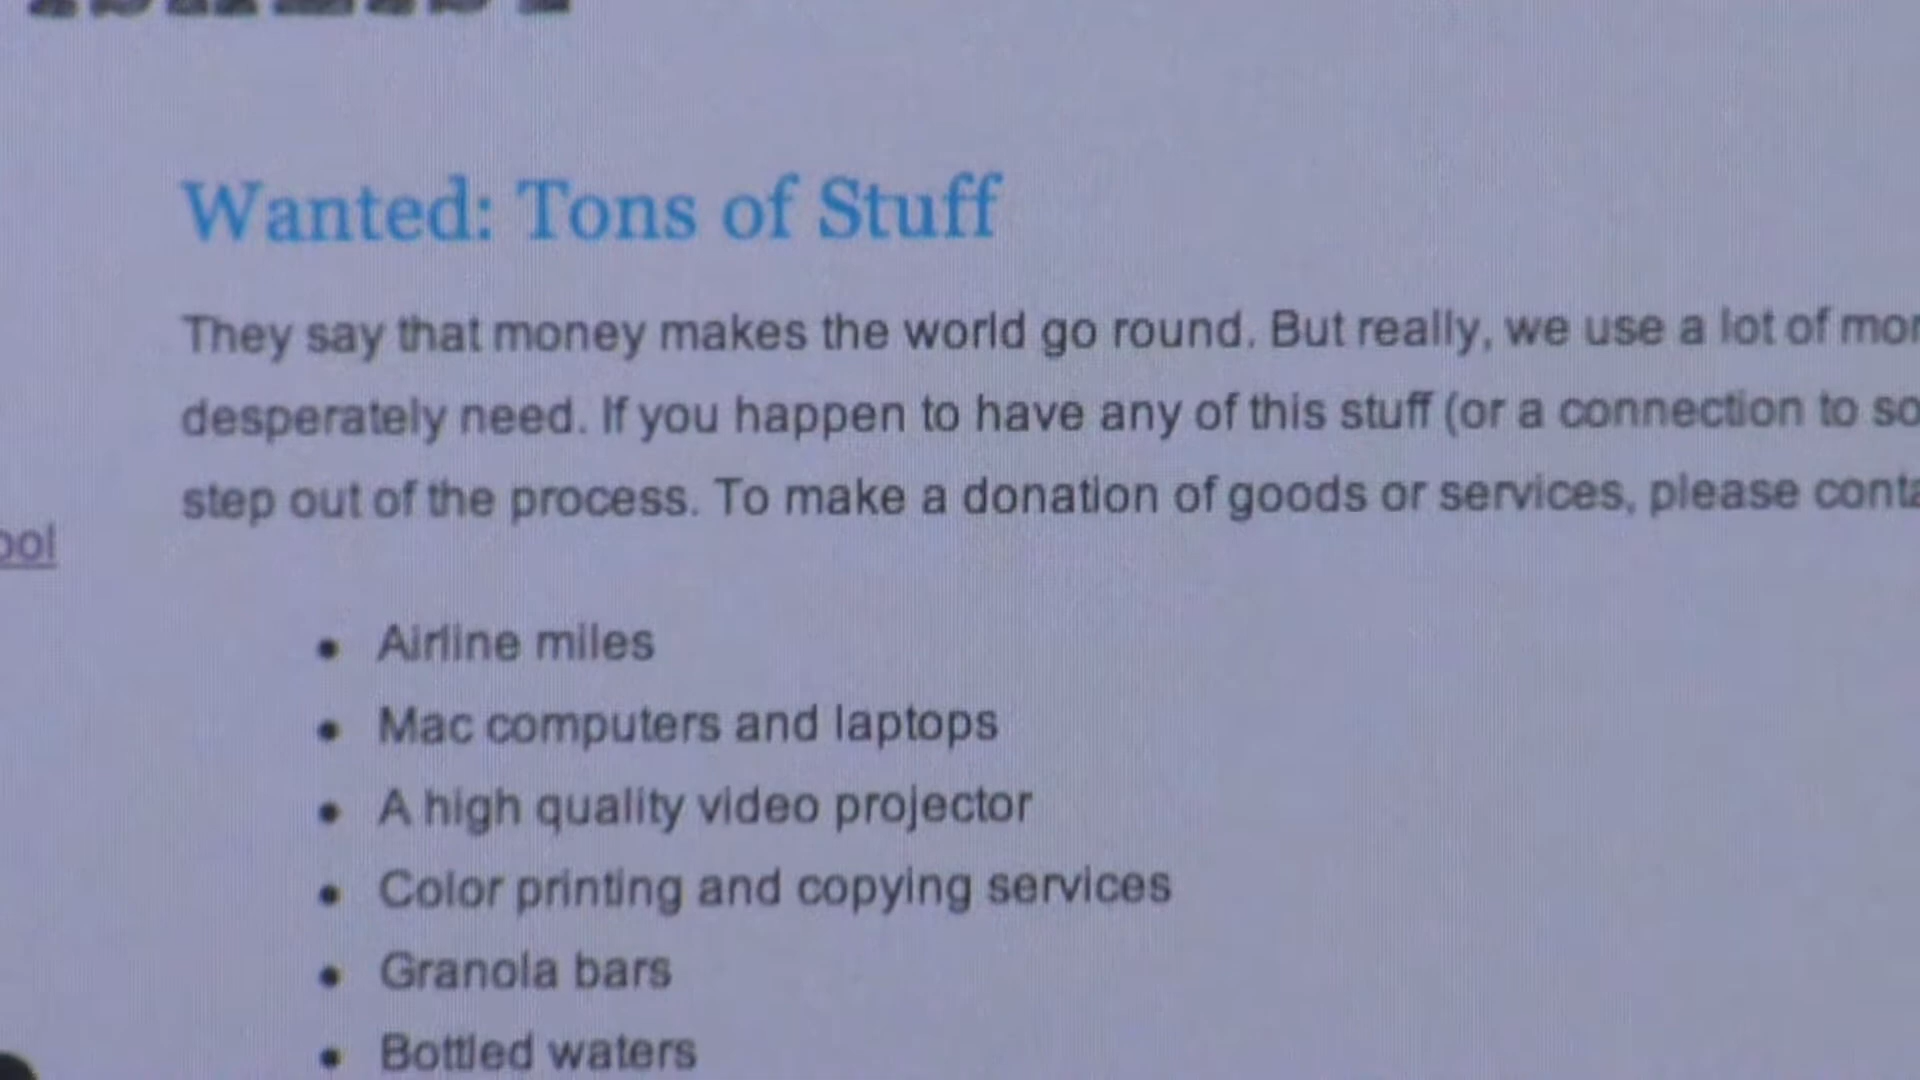 Wanted: Tons of Stuff
They say that money makes the world go round. But really, we use a lot of
desperately need. If you happen to have any of this stuff (or a connection to
step out of the process. To make a donation of goods or services, please
Airline miles
Mac computers and laptops
A high quality video projector
Color printing and copying services
Granola bars
Bottled waters